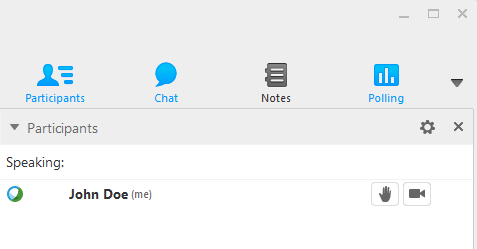 Participants Chat Notes Polling
Participants
Speaking:
John Doe (me)